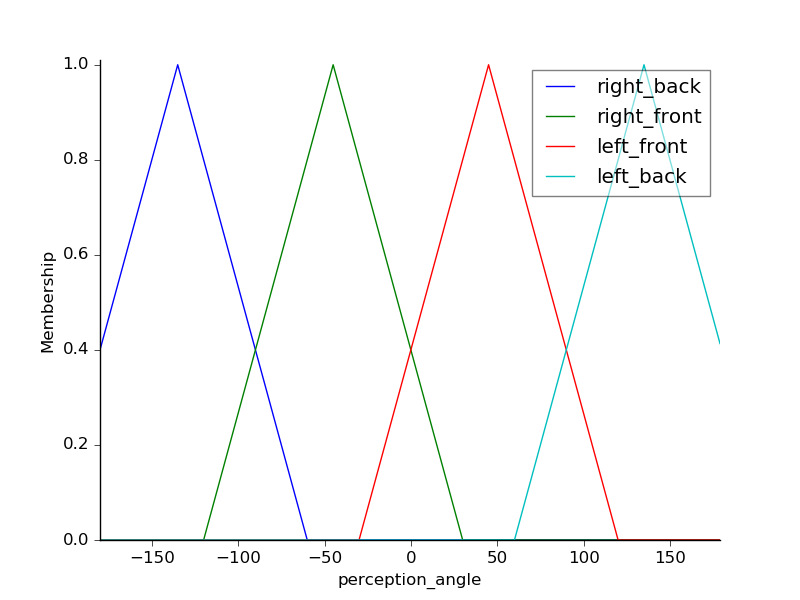 1.0
0.8
0.6
0.4
0.2
0.0
Membership
right_back
right_front
left_front
left_back
−150 −100 −50 0 50 100 150
perception_angle